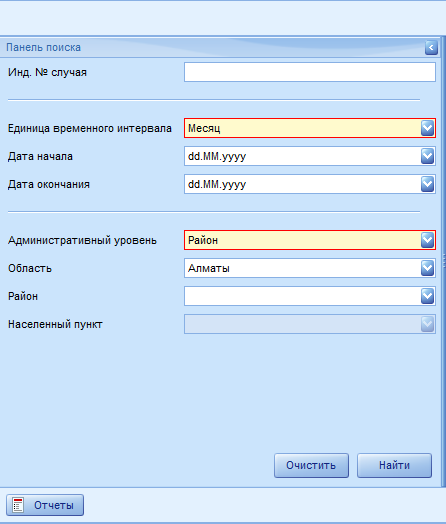 Панель поиска
Инд. № случая
Единица временного интервала Месяц
Дата начала dd.MM.yyyy
Дата окончания dd.MM.yyyy
Административный уровень Район
Область Алматы
Район
Населенный пункт
Очистить Найти
Отчеты